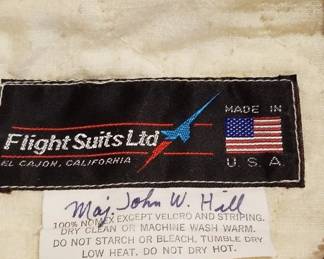 MADE IN
Flight Suits Ltd
EL CAJON, CALIFORNIA
U.S.A.
Maj. John W. Hill
100% NOMEX EXCEPT VELCRO AND STRIPING.
DRY CLEAN OR MACHINE WASH WARM.
DO NOT STARCH OR BLEACH. TUMBLE DRY
LOW HEAT. DO NOT DRY HOT.